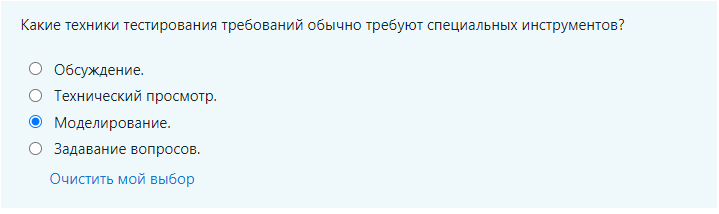 Какие техники тестирования требований обычно требуют специальных инструментов?
Обсуждение.
Технический просмотр.
Моделирование.
Задавание вопросов.
Очистить мой выбор